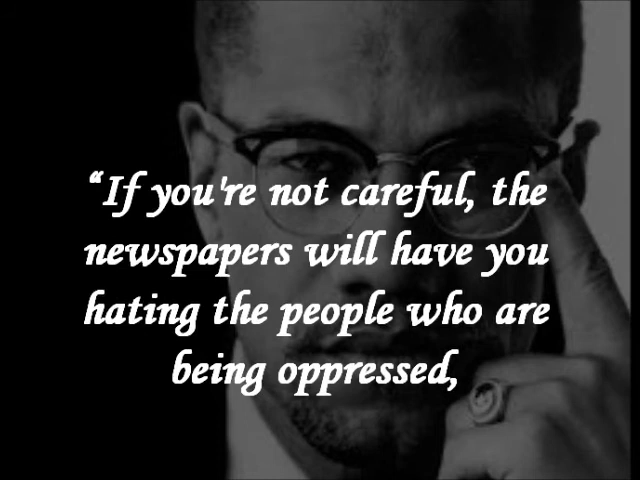 “If you're not careful, the
newspapers will have you
hating the people who are
being oppressed,